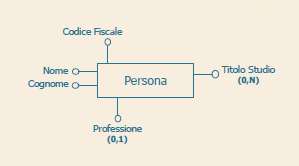 Codice Fiscale
Nome
Cognome
Persona
Titolo Studio
(0,N)
Professione
(0,1)